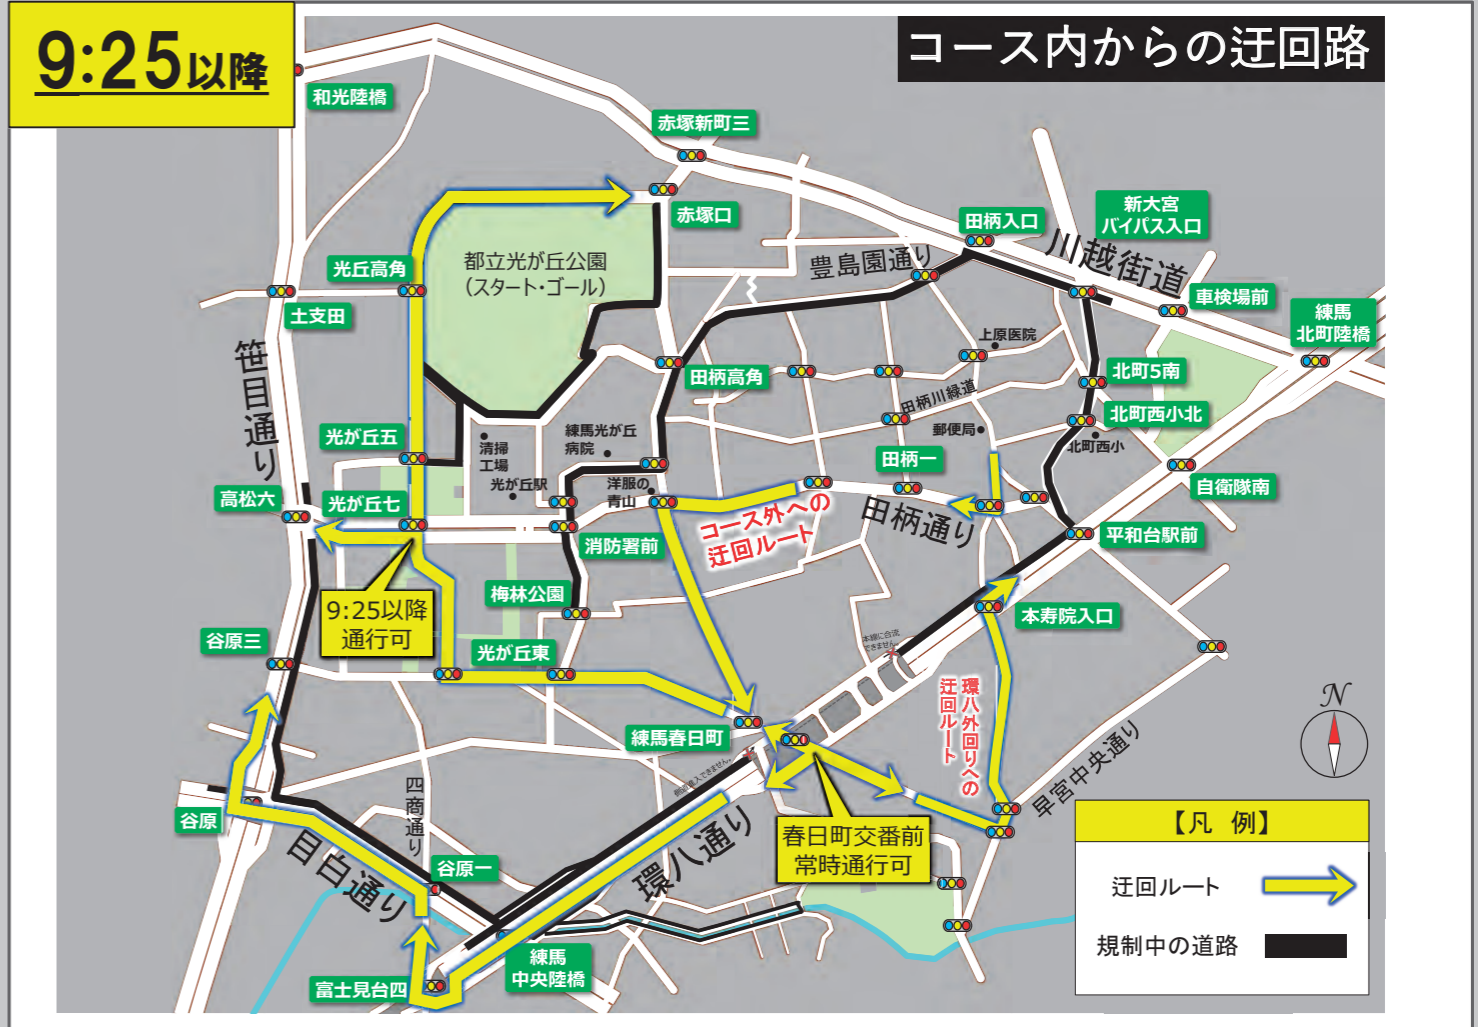 9:25以降
コース内からの迂回路
和光陸橋
赤塚新町三
赤塚口
田柄入口
新大宮
バイパス入口
川越街道
豊島園通り
都立光が丘公園
(スタート・ゴール)
光丘高角
土支田
車検場前
練馬
北町陸橋
上原医院
笹目通り
田柄高角
北町5南
田柄川緑道
北町西小北
郵便局
北町西小
光が丘五
清掃
工場
練馬光が丘
病院
田柄一
光が丘駅
洋服の
青山
自衛隊南
高松六
光が丘七
コース外への
迂回ルート
田柄通り
消防署前
平和台駅前
梅林公園
9:25以降
通行可
本寿院入口
谷原三
光が丘東
本線に合流
できません。
環八外回りへの
迂回ルート
N
練馬春日町
早宮中央通り
四商通り
谷原
目白通り
環八通り
春日町交番前
常時通行可
谷原一
練馬
中央陸橋
富士見台四
【凡 例】
迂回ルート
規制中の道路